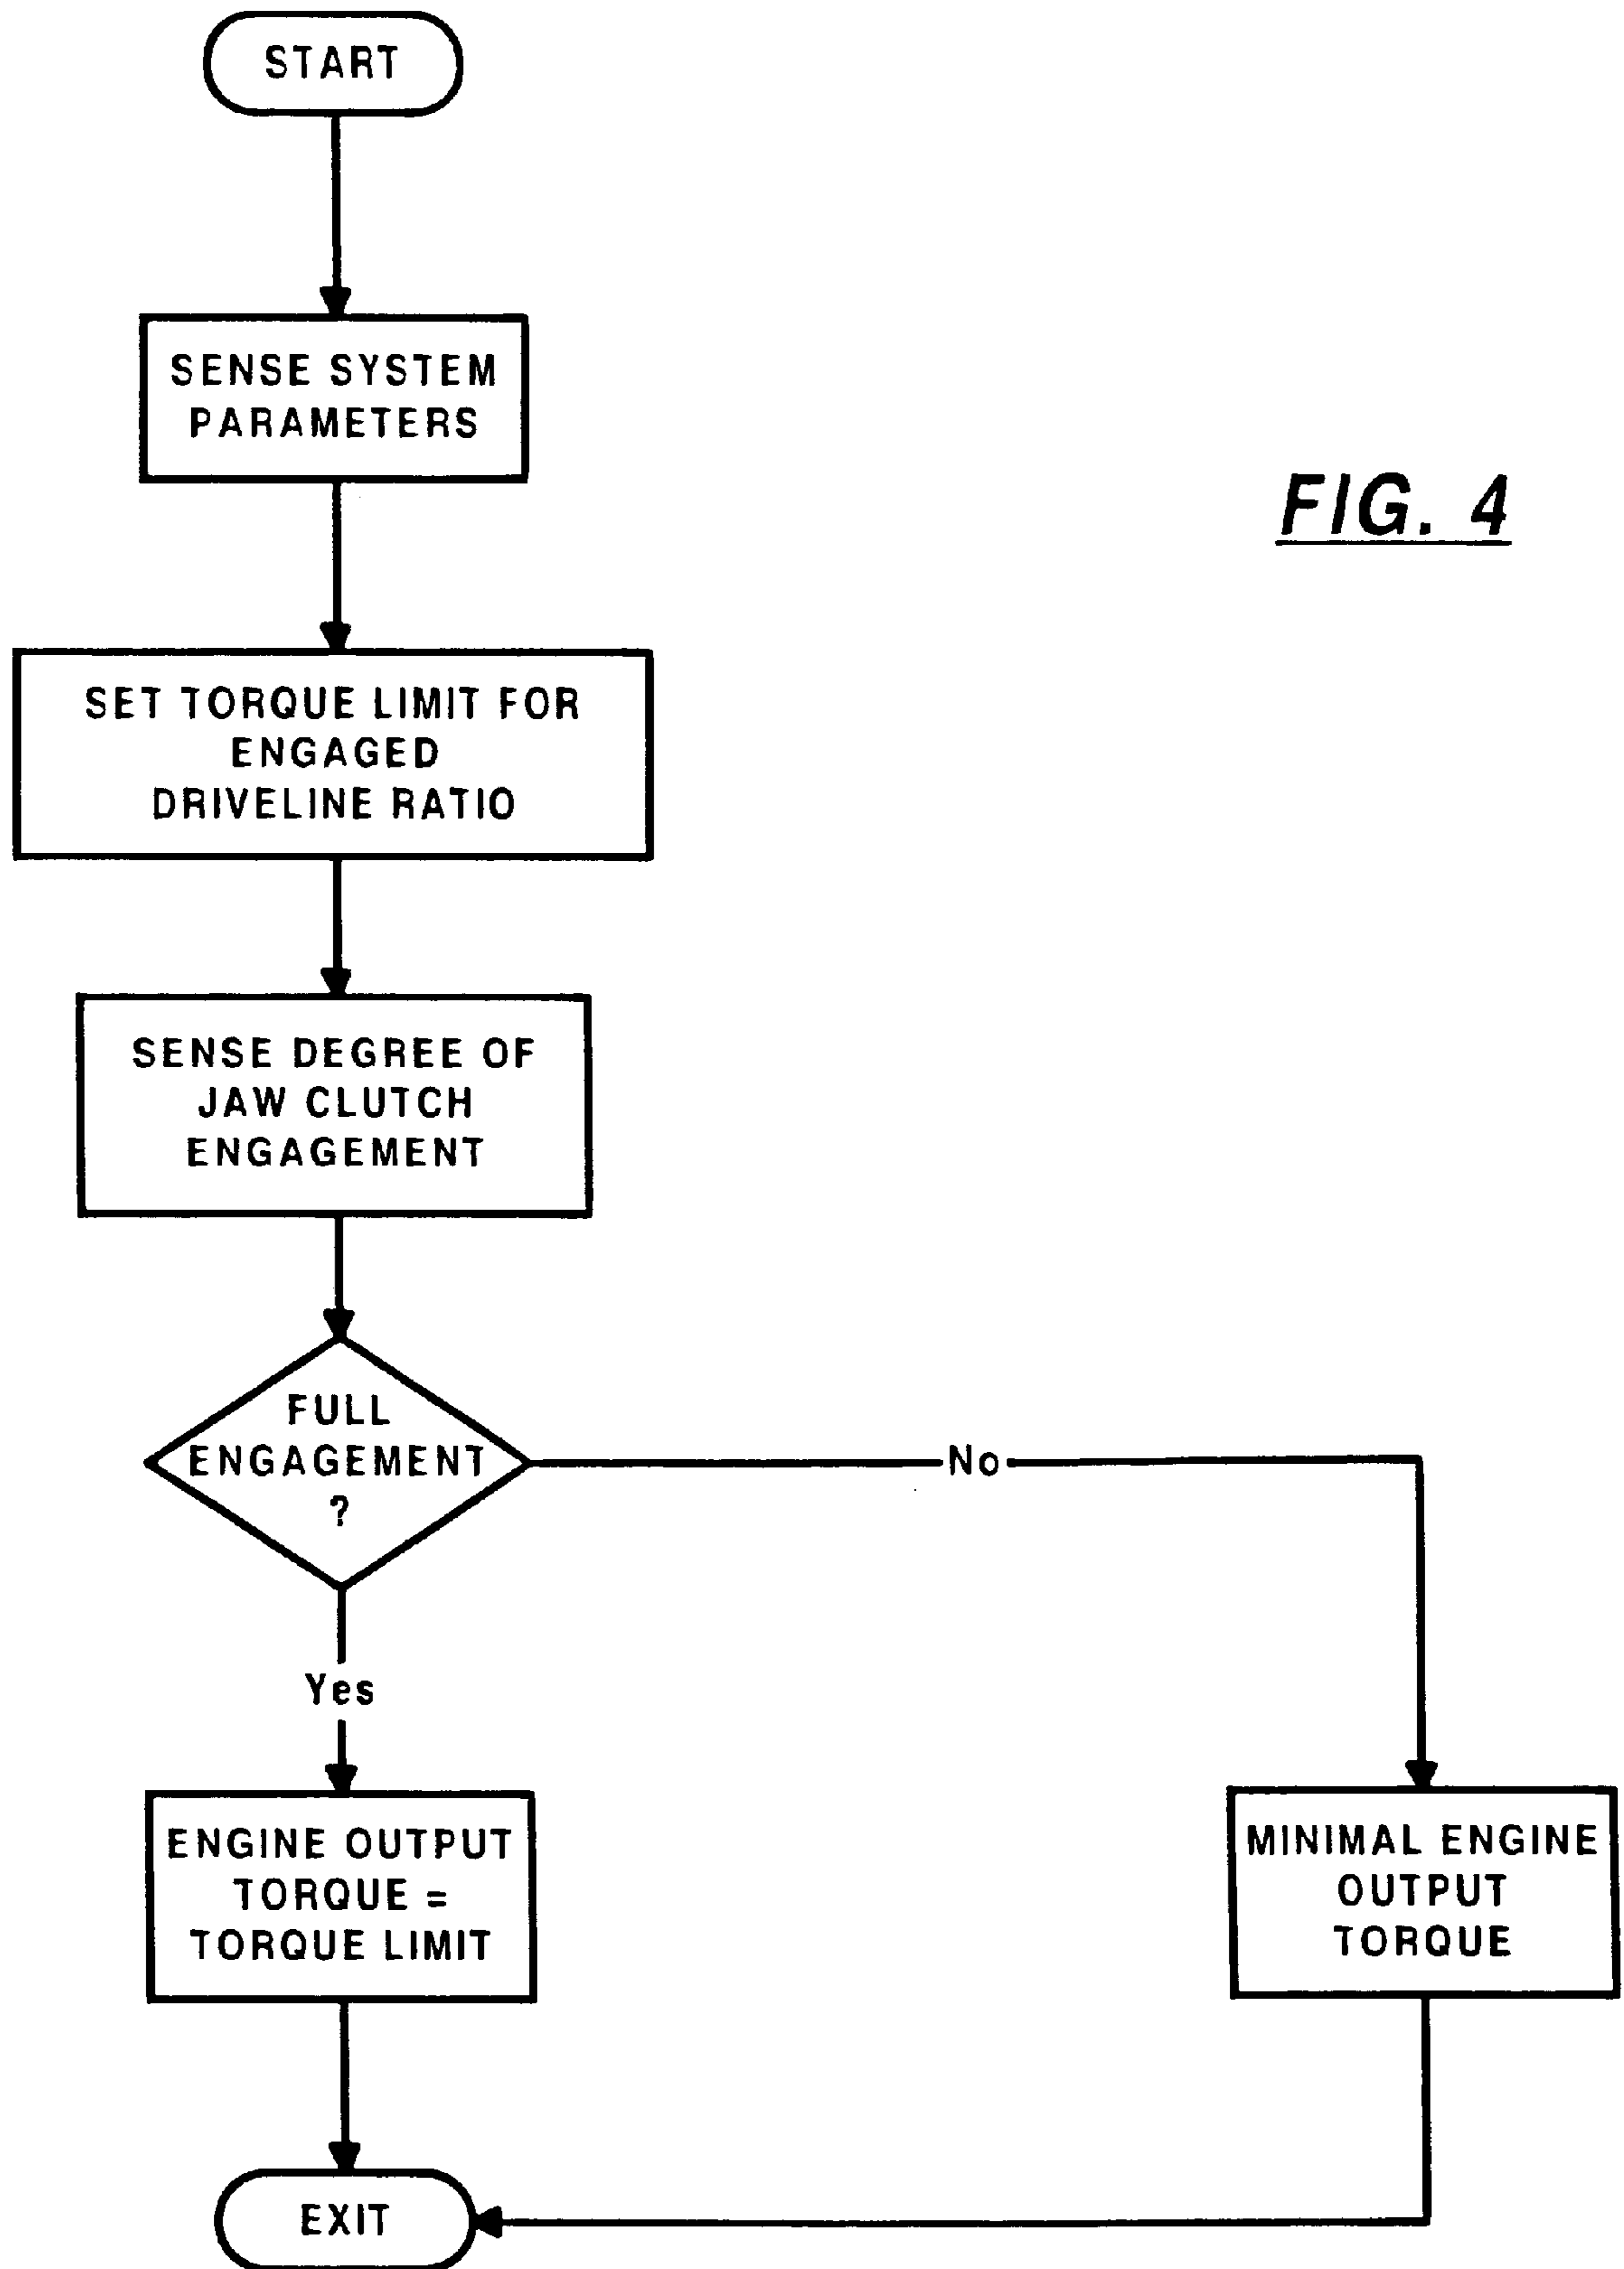 START
SENSE SYSTEM
PARAMETERS
FIG. 4
SET TORQUE LIMIT FOR
ENGAGED
DRIVELINE RATIO
SENSE DEGREE OF
JAW CLUTCH
ENGAGEMENT
FULL
ENGAGEMENT
?
No
Yes
ENGINE OUTPUT
TORQUE =
TORQUE LIMIT
MINIMAL ENGINE
OUTPUT
TORQUE
EXIT